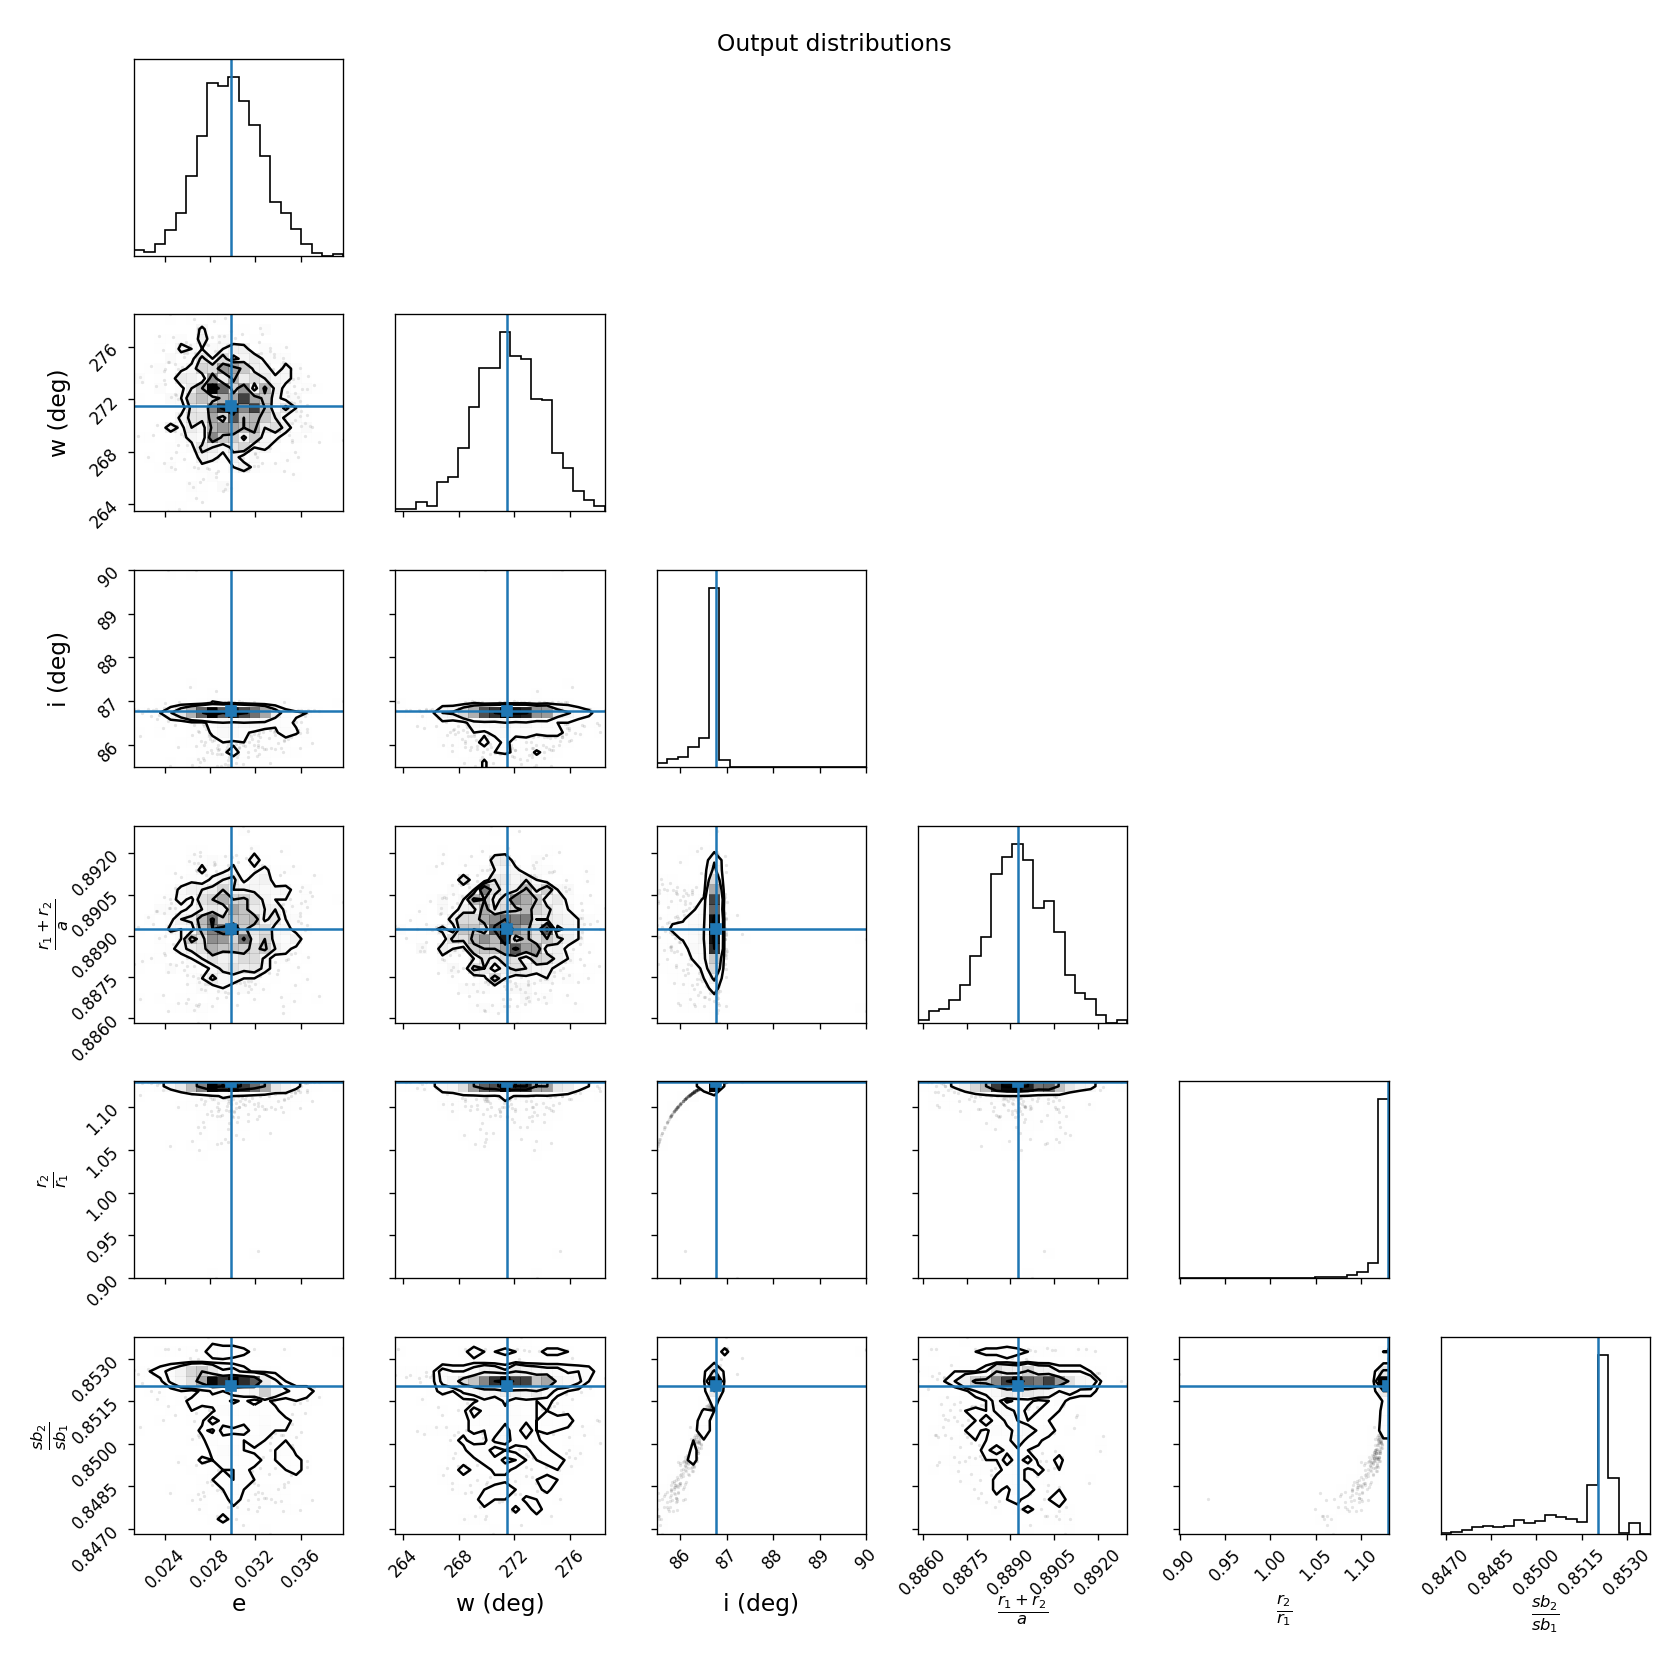 Output distributions
w (deg)
276
272
268
264
i (deg)
90
89
88
87
86
r₁ + r₂
a
0.8920
0.8905
0.8890
0.8875
0.8860
r₂
r₁
1.10
1.05
1.00
0.95
0.90
sb₂
sb₁
0.8530
0.8515
0.8500
0.8485
0.8470
0.024 0.028 0.032 0.036
264 268 272 276
86 87 88 89 90
0.8860 0.8875 0.8890 0.8905 0.8920
0.90 0.95 1.00 1.05 1.10
0.8470 0.8485 0.8500 0.8515 0.8530
e
w (deg)
i (deg)
r₁ + r₂
a
r₂
r₁
sb₂
sb₁